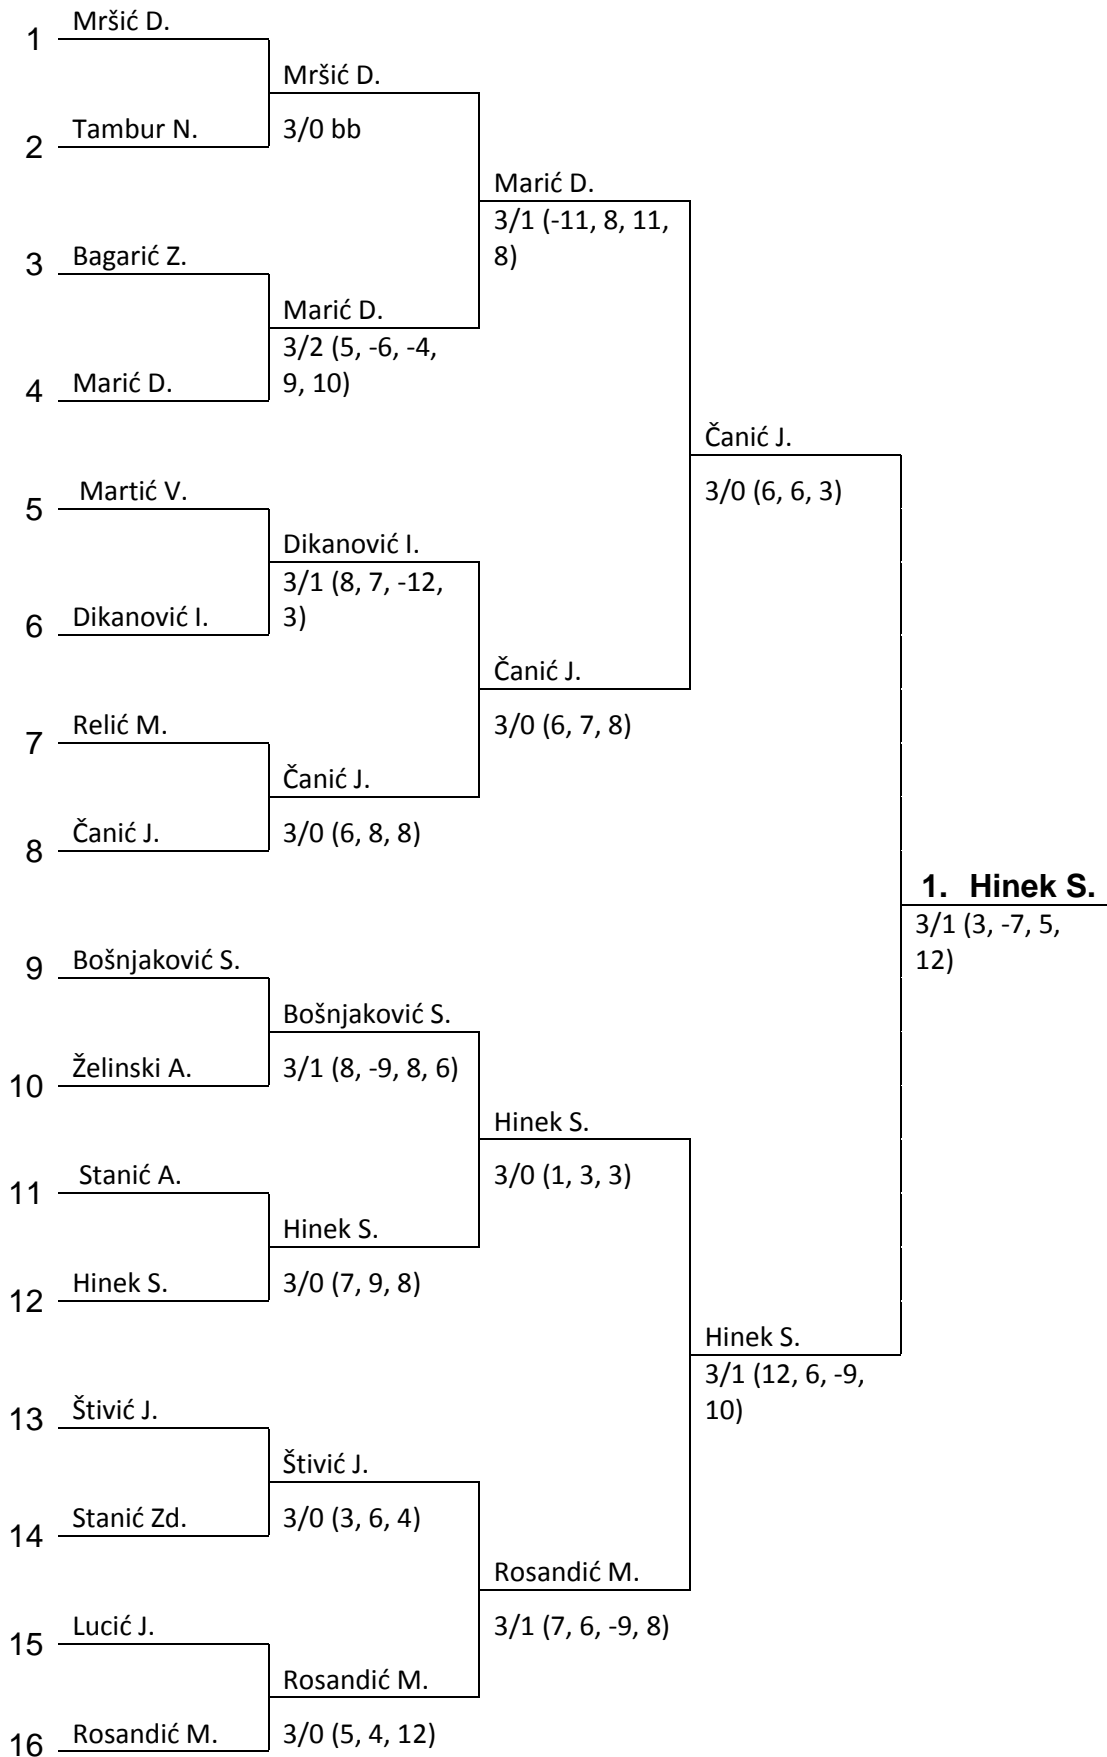 Mršić D.
1
Mršić D.
Tambur N.
3/0 bb
2
Marić D.
3/1 (-11, 8, 11,
8)
Bagarić Z.
3
Marić D.
3/2 (5, -6, -4,
9, 10)
Marić D.
4
Čanić J.
3/0 (6, 6, 3)
Martić V.
5
Dikanović I.
3/1 (8, 7, -12,
3)
Dikanović I.
6
Čanić J.
3/0 (6, 7, 8)
Relić M.
7
Čanić J.
3/0 (6, 8, 8)
Čanić J.
8
1. Hinek S.
3/1 (3, -7, 5,
12)
Bošnjaković S.
9
Bošnjaković S.
3/1 (8, -9, 8, 6)
Želinski A.
10
Hinek S.
3/0 (1, 3, 3)
Stanić A.
11
Hinek S.
3/0 (7, 9, 8)
Hinek S.
12
Hinek S.
3/1 (12, 6, -9,
10)
Štivić J.
13
Štivić J.
3/0 (3, 6, 4)
Stanić Zd.
14
Rosandić M.
3/1 (7, 6, -9, 8)
Lucić J.
15
Rosandić M.
3/0 (5, 4, 12)
Rosandić M.
16